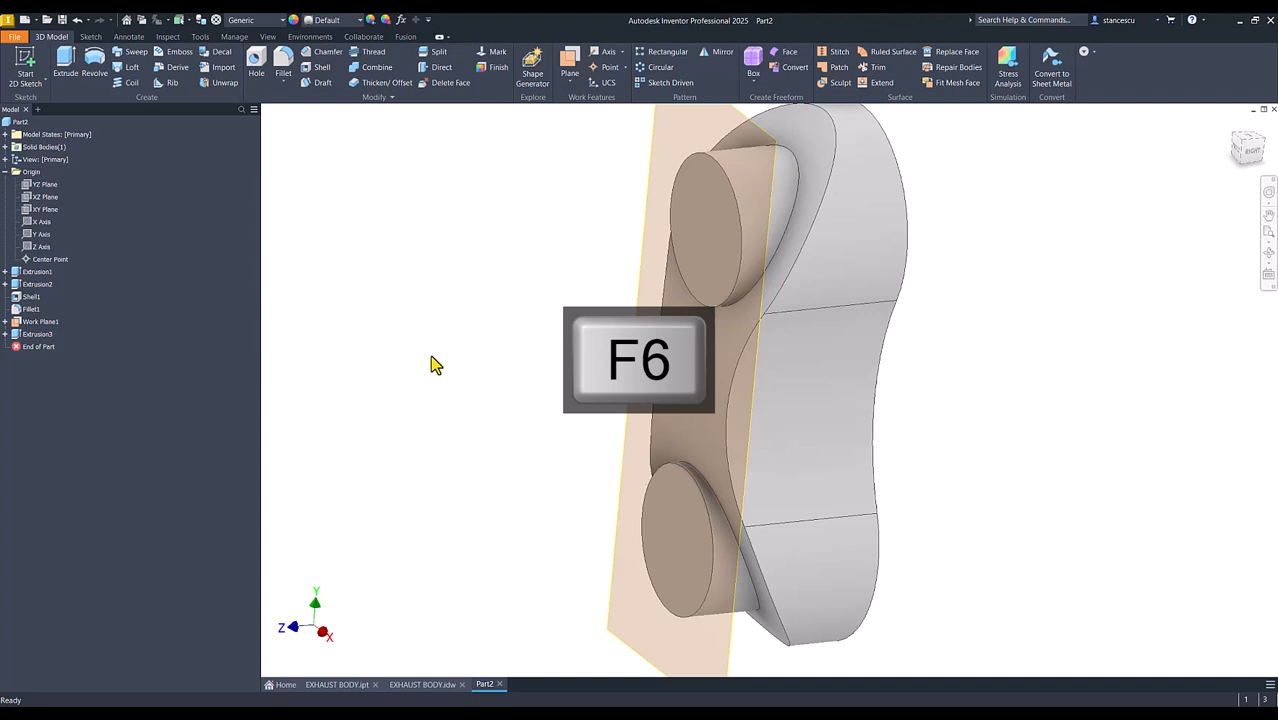 Generic
Default
fx
Autodesk Inventor Professional 2025 Part2
Search Help & Commands...
stancescu
File 3D Model Sketch Annotate Inspect Tools Manage View Environments Collaborate Fusion
Start
2D Sketch
Extrude
Revolve
Sweep
Loft
Coil
Emboss
Derive
Rib
Decal
Import
Unwrap
Hole
Fillet
Chamfer
Shell
Draft
Thread
Combine
Thicken/ Offset
Split
Direct
Delete Face
Mark
Finish
Shape
Generator
Plane
Axis
Point
UCS
Rectangular
Circular
Sketch Driven
Mirror
Box
Face
Convert
Stitch
Patch
Sculpt
Ruled Surface
Trim
Extend
Replace Face
Repair Bodies
Fit Mesh Face
Stress
Analysis
Convert to
Sheet Metal
Sketch Create Modify Explore Work Features Pattern Create Freeform Surface Simulation Convert
Model
Part2
Model States: [Primary]
Solid Bodies(1)
View: [Primary]
Origin
YZ Plane
XZ Plane
XY Plane
X Axis
Y Axis
Z Axis
Center Point
Extrusion1
Extrusion2
Shell1
Fillet1
Work Plane1
Extrusion3
End of Part
RIGHT
F6
Y
Z
X
Home EXHAUST BODY.ipt EXHAUST BODY.idw Part2
Ready
1 3